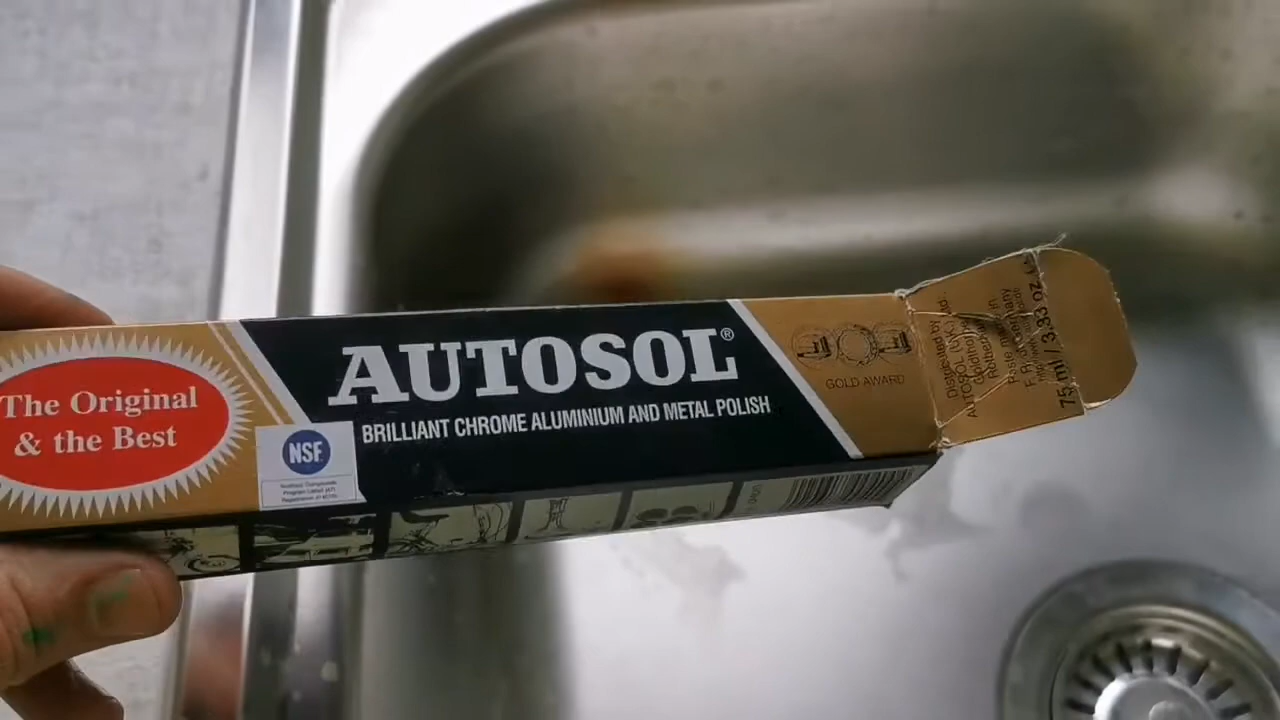 The Original
& the Best
NSF
AUTOSOL®
BRILLIANT CHROME ALUMINIUM AND METAL POLISH
GOLD AWARD
Distributed by
AUTOSOL (U.K.) Ltd.,
75 ml / 3.33 oz